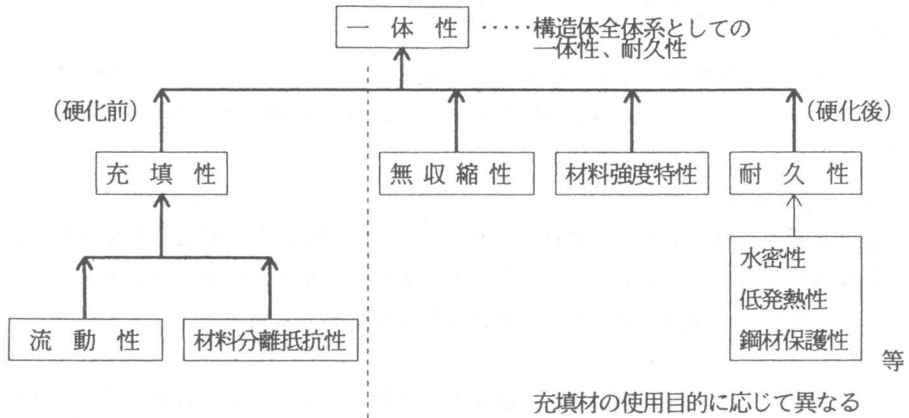 一体性 ‥‥‥構造体全体系としての
一体性、耐久性
(硬化前)
(硬化後)
充填性
無収縮性
材料強度特性
耐久性
水密性
低発熱性
鋼材保護性
等
流動性
材料分離抵抗性
充填材の使用目的に応じて異なる